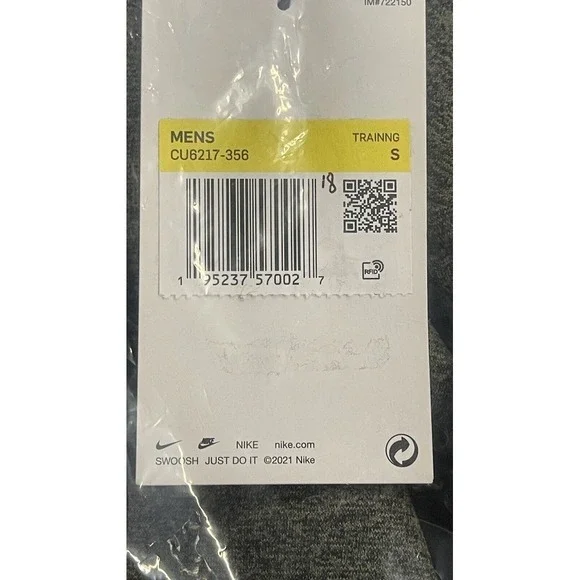 IM#722150
MENS TRAINNG
CU6217-356 S
18
RFID
1 95237 57002 7
NIKE nike.com
SWOOSH JUST DO IT ©2021 Nike